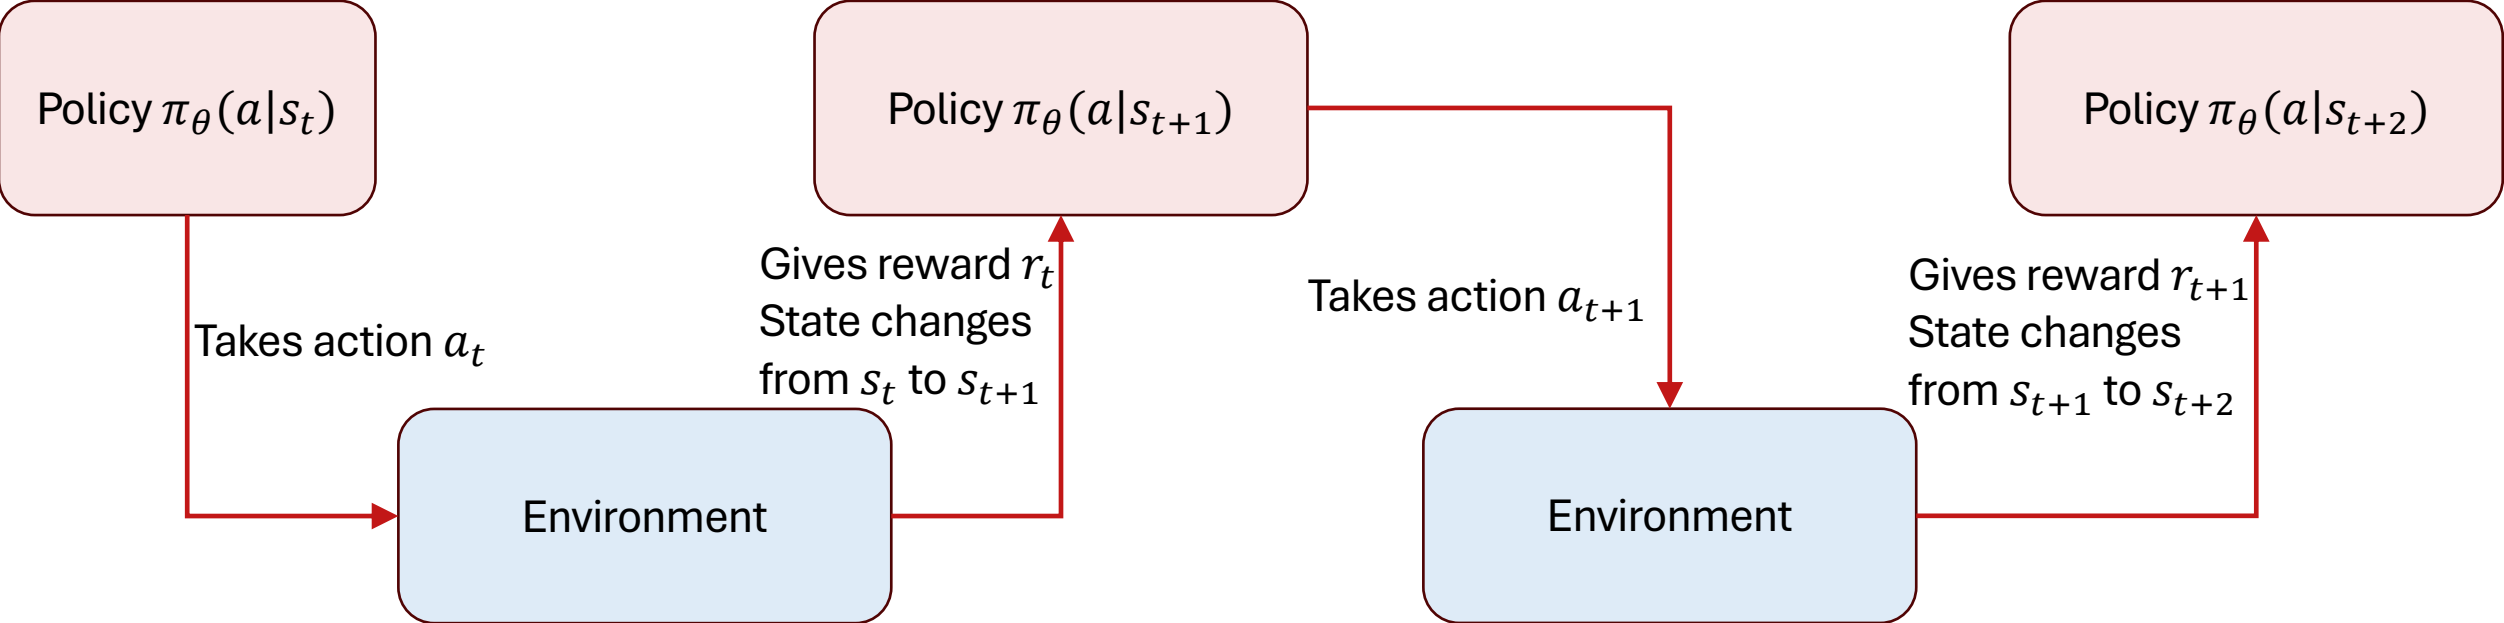 Policy π_θ(a|s_t)
Takes action a_t
Environment
Gives reward r_t
State changes
from s_t to s_{t+1}
Policy π_θ(a|s_{t+1})
Takes action a_{t+1}
Environment
Gives reward r_{t+1}
State changes
from s_{t+1} to s_{t+2}
Policy π_θ(a|s_{t+2})